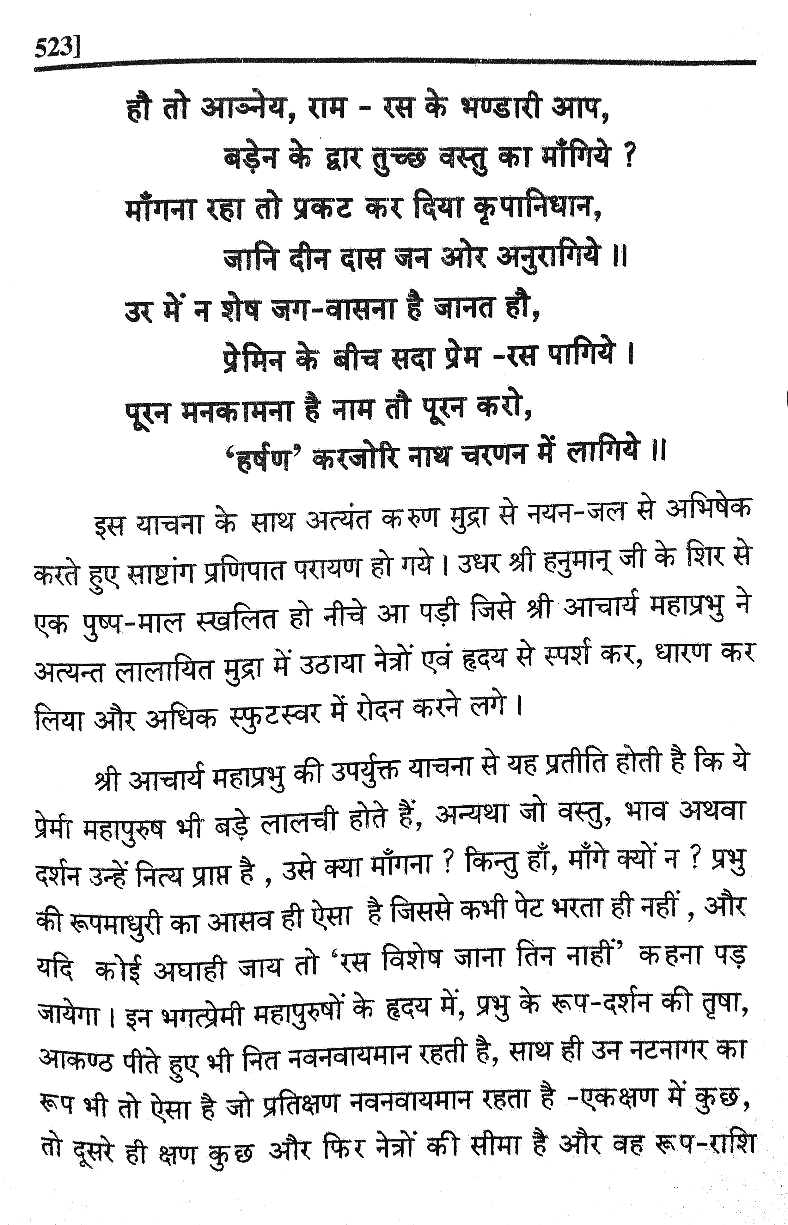 523]
हौ तो आञ्नेय, राम - रस के भण्डारी आप,
बड़ेन के द्वार तुच्छ वस्तु का माँगिये ?
माँगना रहा तो प्रकट कर दिया कृपानिधान,
जानि दीन दास जन ओर अनुरागिये ॥
उर में न शेष जग-वासना है जानत हौ,
प्रेमिन के बीच सदा प्रेम -रस पागिये ।
पूरन मनकामना है नाम तौ पूरन करो,
‘हर्षण’ करजोरि नाथ चरणन में लागिये ॥
इस याचना के साथ अत्यंत करुण मुद्रा से नयन-जल से अभिषेक
करते हुए साष्टांग प्रणिपात परायण हो गये । उधर श्री हनुमान् जी के शिर से
एक पुष्प-माल स्खलित हो नीचे आ पड़ी जिसे श्री आचार्य महाप्रभु ने
अत्यन्त लालायित मुद्रा में उठाया नेत्रों एवं हृदय से स्पर्श कर, धारण कर
लिया और अधिक स्फुटस्वर में रोदन करने लगे ।
श्री आचार्य महाप्रभु की उपर्युक्त याचना से यह प्रतीति होती है कि ये
प्रेमी महापुरुष भी बड़े लालची होते हैं, अन्यथा जो वस्तु, भाव अथवा
दर्शन उन्हें नित्य प्राप्त है , उसे क्या माँगना ? किन्तु हाँ, माँगे क्यों न ? प्रभु
की रूपमाधुरी का आसव ही ऐसा है जिससे कभी पेट भरता ही नहीं , और
यदि कोई अघाही जाय तो ‘रस विशेष जाना तिन नाहीं’ कहना पड़
जायेगा । इन भगत्प्रेमी महापुरुषों के हृदय में, प्रभु के रूप-दर्शन की तृषा,
आकण्ठ पीते हुए भी नित नवनवायमान रहती है, साथ ही उन नटनागर का
रूप भी तो ऐसा है जो प्रतिक्षण नवनवायमान रहता है -एकक्षण में कुछ,
तो दूसरे ही क्षण कुछ और फिर नेत्रों की सीमा है और वह रूप-राशि